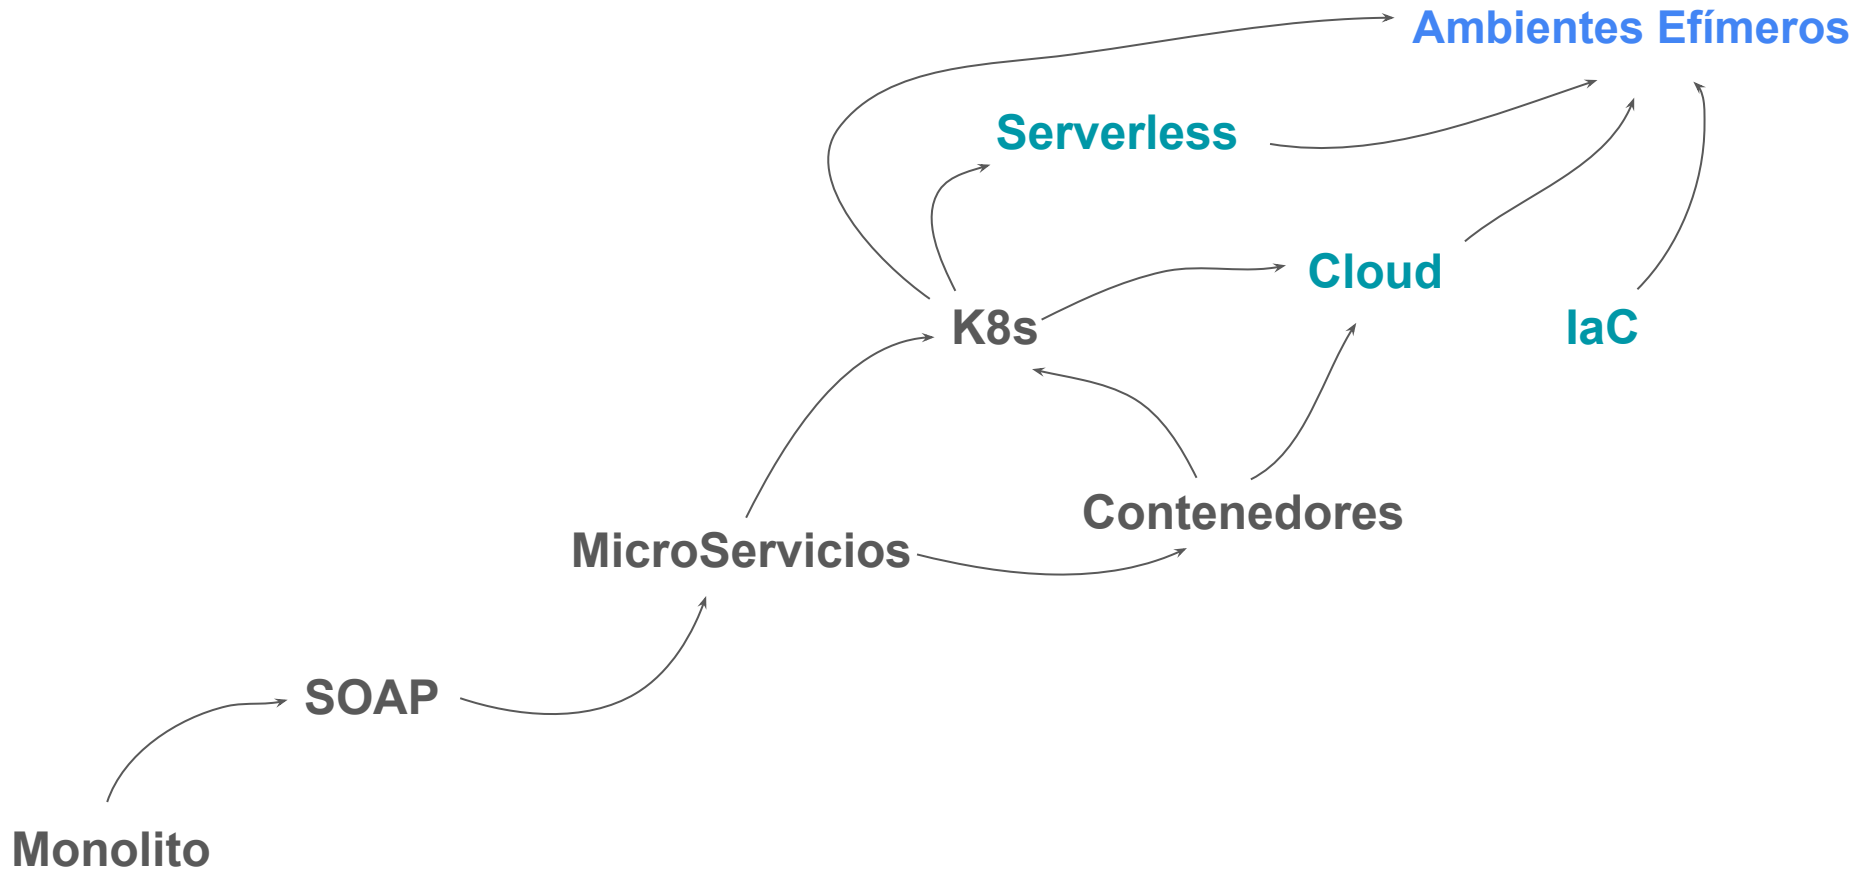 Ambientes Efímeros
Serverless
Cloud
K8s
IaC
Contenedores
MicroServicios
SOAP
Monolito